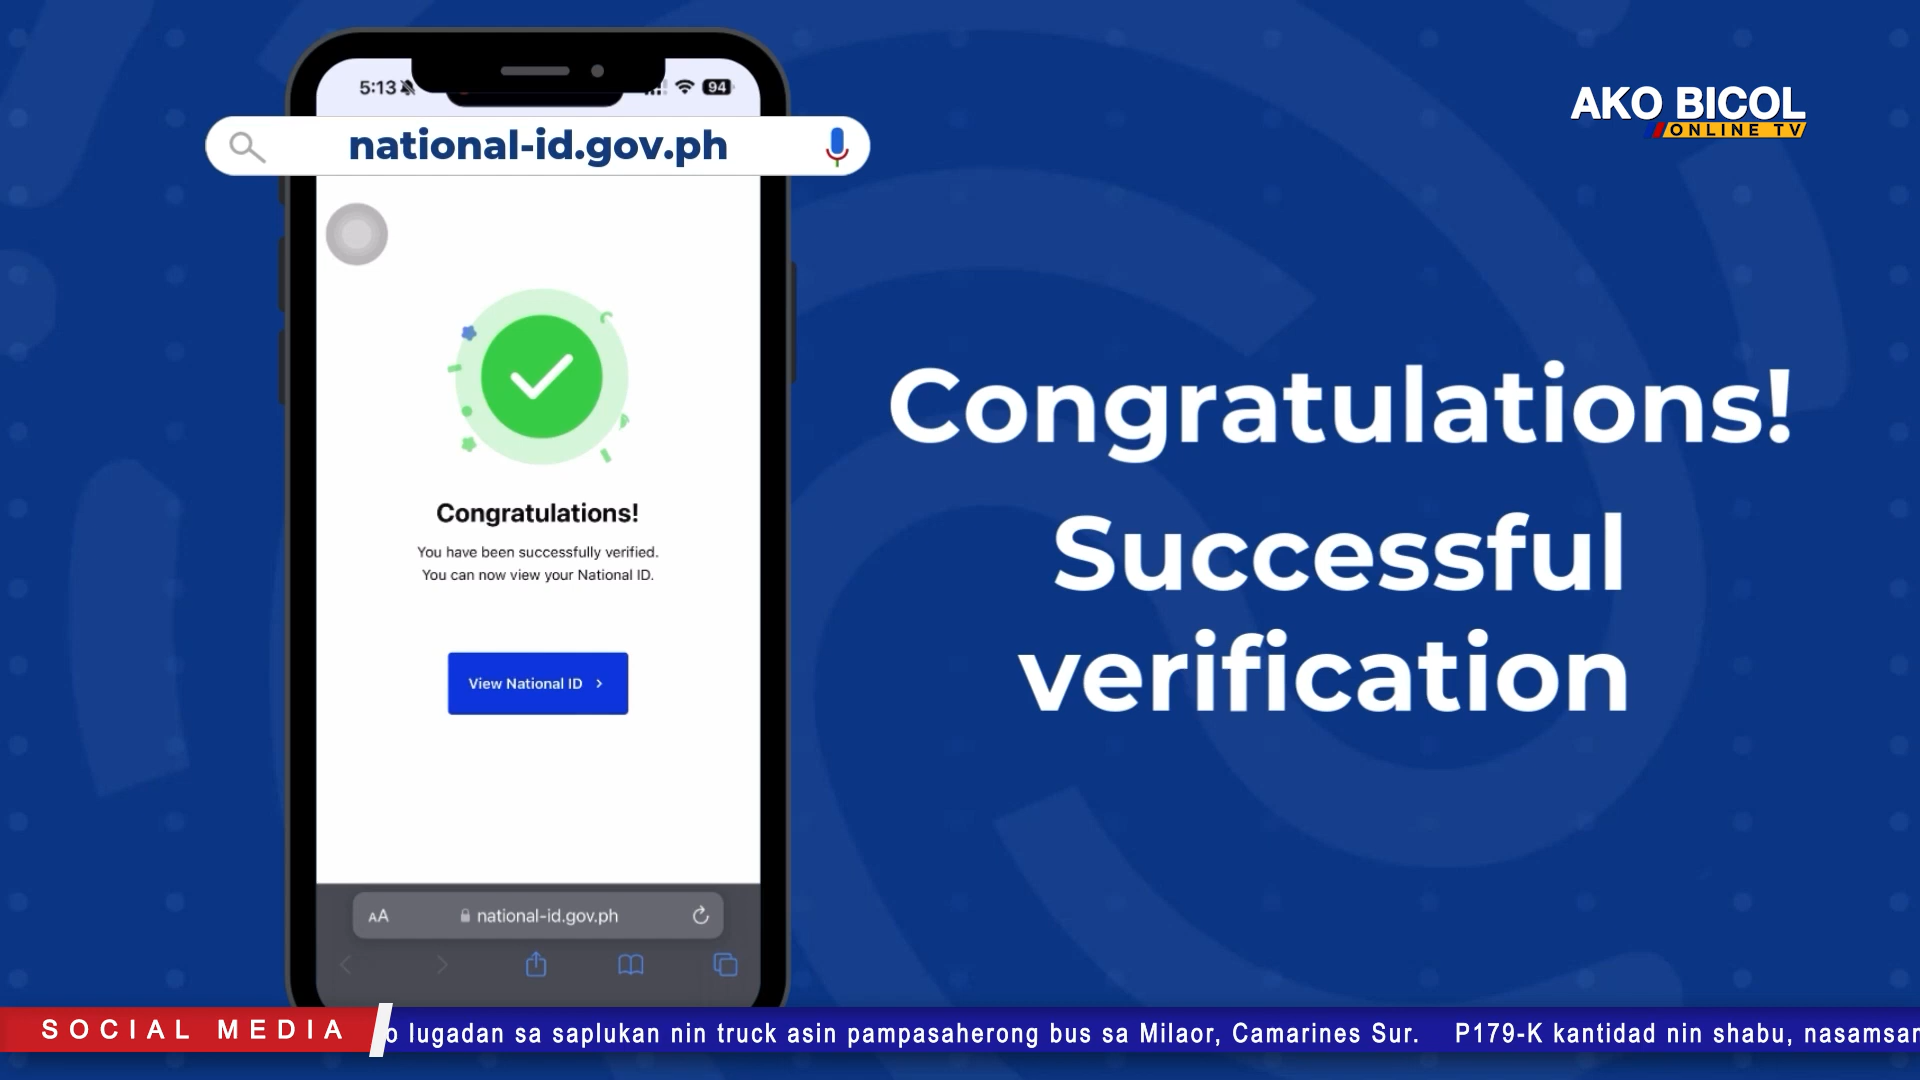 5:13
94
national-id.gov.ph
AKO BICOL
ONLINE TV
Congratulations!
You have been successfully verified.
You can now view your National ID.
View National ID
Congratulations!
Successful
verification
AA
national-id.gov.ph
SOCIAL MEDIA
lugadan sa saplukan nin truck asin pampasaherong bus sa Milaor, Camarines Sur. P179-K kantidad nin shabu,